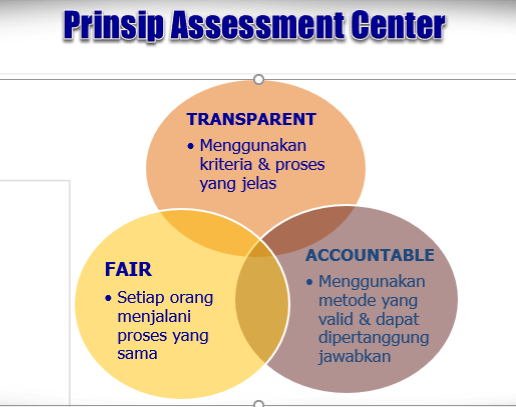 Prinsip Assessment Center
TRANSPARENT
• Menggunakan
kriteria & proses
yang jelas
FAIR
• Setiap orang
menjalani
proses yang
sama
ACCOUNTABLE
• Menggunakan
metode yang
valid & dapat
dipertanggung
jawabkan